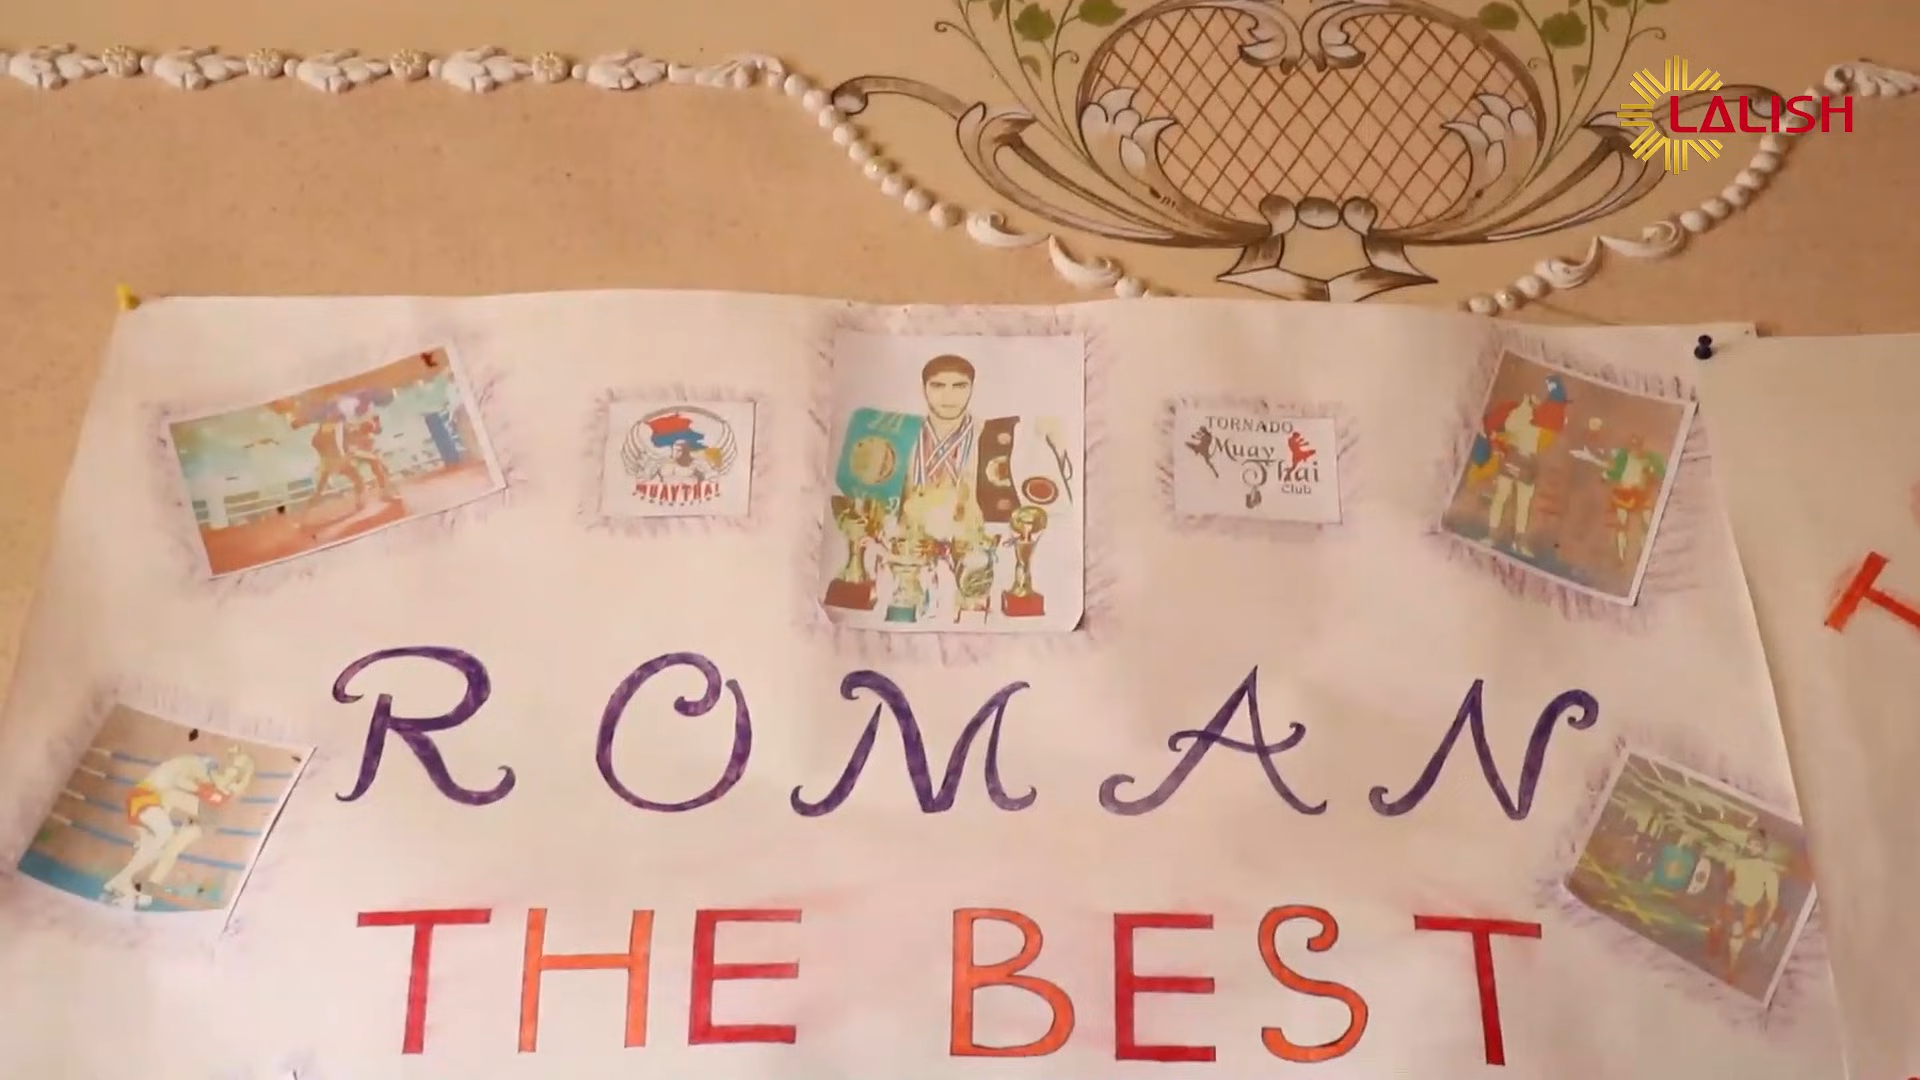 LALISH
TORNADO
Muay
Thai
Club
MUAYTHAI
ROMAN
THE BEST
T